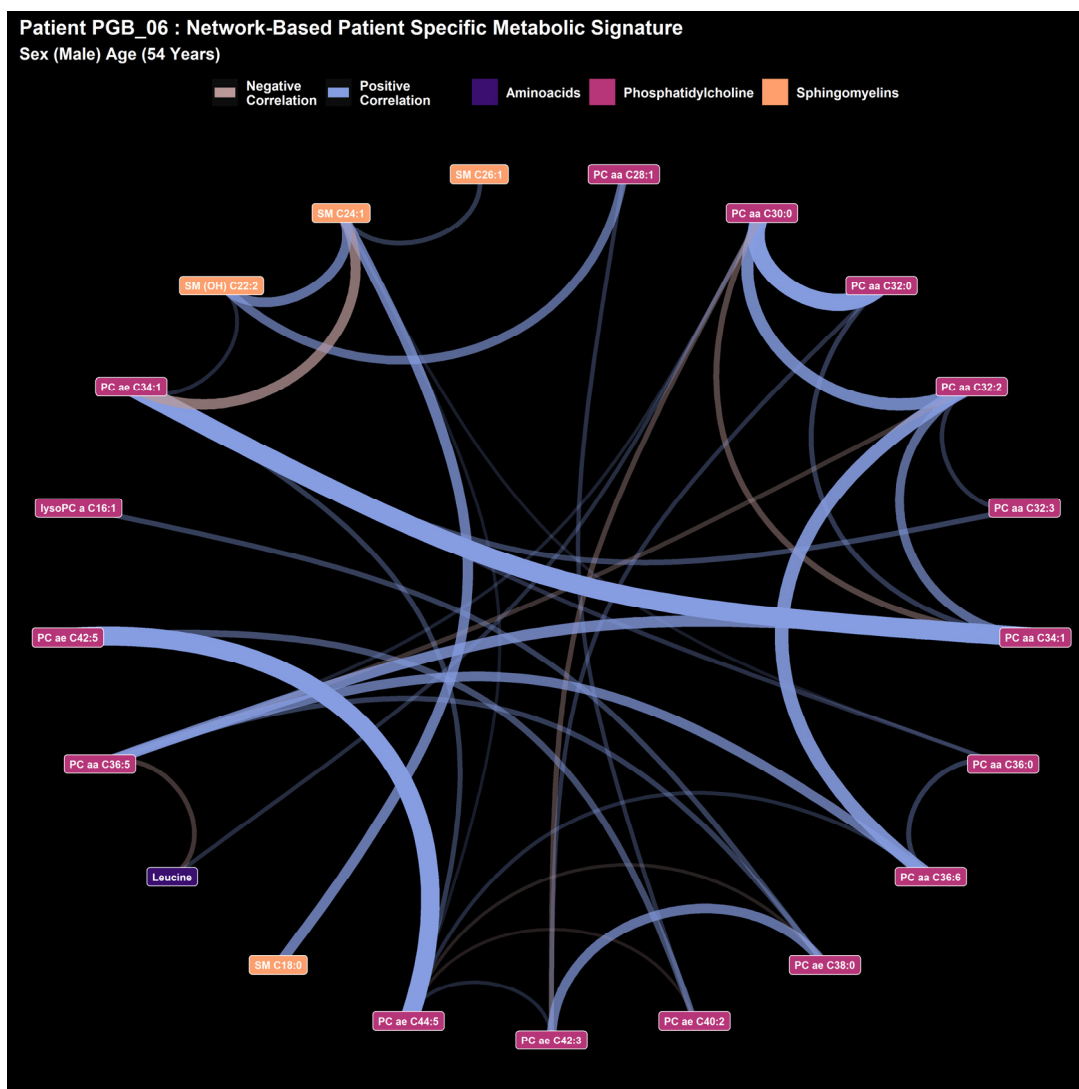 Patient PGB_06 : Network-Based Patient Specific Metabolic Signature
Sex (Male) Age (54 Years)
Negative
Correlation
Positive
Correlation
Aminoacids
Phosphatidylcholine
Sphingomyelins
SM C26:1
PC aa C28:1
SM C24:1
PC aa C30:0
SM (OH) C22:2
PC aa C32:0
PC ae C34:1
PC aa C32:2
lysoPC a C16:1
PC aa C32:3
PC ae C42:5
PC aa C34:1
PC aa C36:5
PC aa C36:0
Leucine
PC aa C36:6
SM C18:0
PC ae C38:0
PC ae C44:5
PC ae C40:2
PC ae C42:3